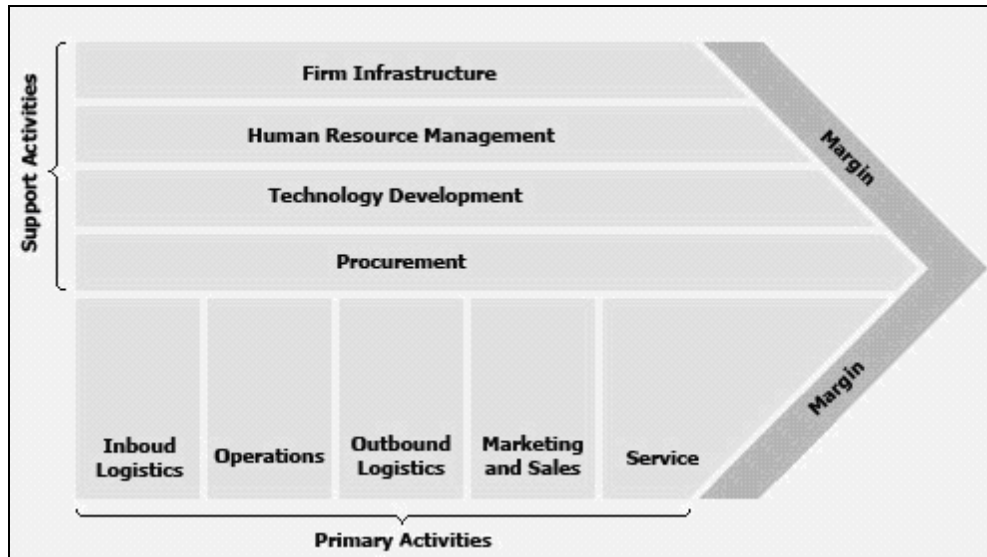 Support Activities
Firm Infrastructure
Human Resource Management
Technology Development
Procurement
Margin
Margin
Inboud
Logistics
Operations
Outbound
Logistics
Marketing
and Sales
Service
Primary Activities